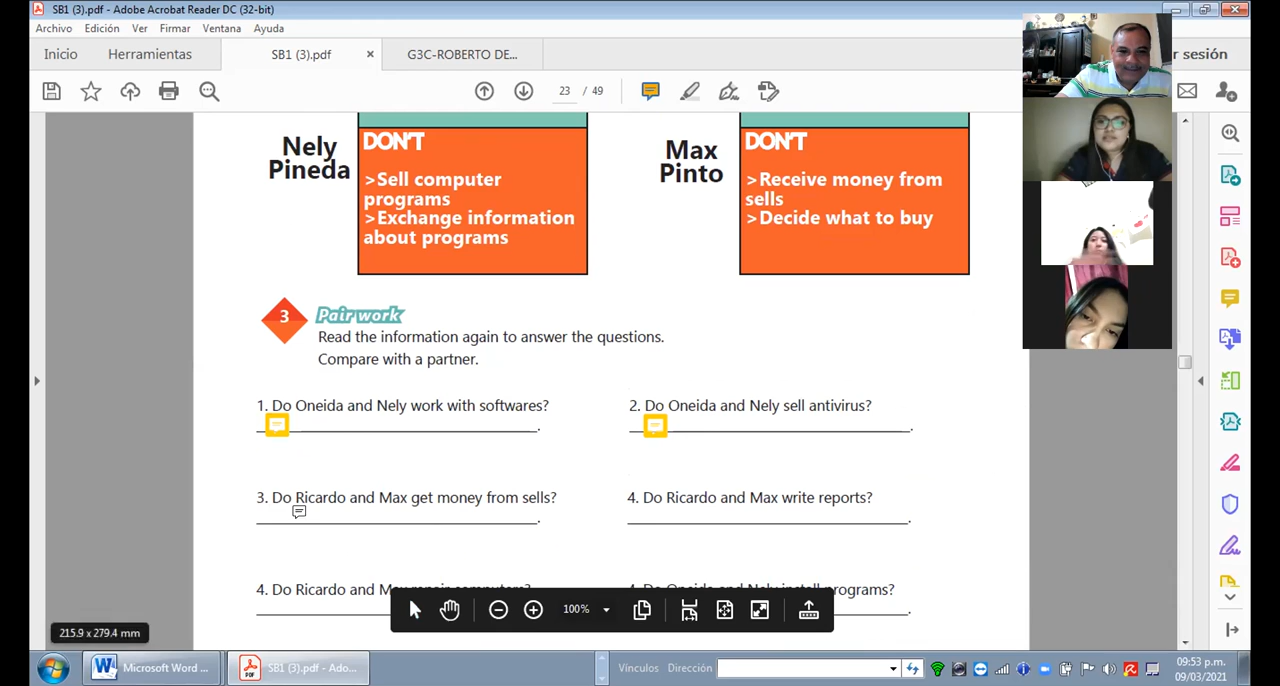 SB1 (3).pdf - Adobe Acrobat Reader DC (32-bit)
Archivo Edición Ver Firmar Ventana Ayuda
Inicio Herramientas SB1 (3).pdf × G3C-ROBERTO DE... r sesión
23 / 49
Nely
Pineda
DON'T
>Sell computer
programs
>Exchange information
about programs
Max
Pinto
DON'T
>Receive money from
sells
>Decide what to buy
3 Pair work
Read the information again to answer the questions.
Compare with a partner.
1. Do Oneida and Nely work with softwares?
2. Do Oneida and Nely sell antivirus?
3. Do Ricardo and Max get money from sells?
4. Do Ricardo and Max write reports?
4. Do Ricardo and Max repair computers?
4. Do Oneida and Nely install programs?
100%
215.9 x 279.4 mm
Microsoft Word ... SB1 (3).pdf - Ado... Vínculos Dirección 09:53 p.m.
09/03/2021